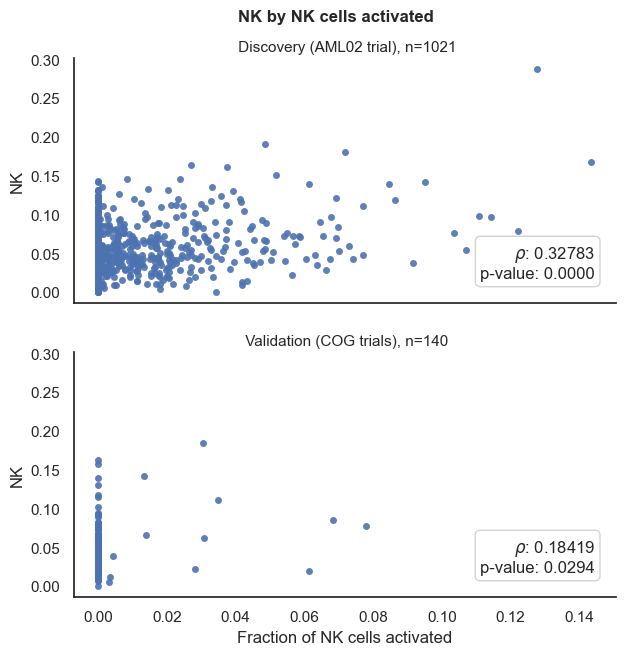 NK by NK cells activated
Discovery (AML02 trial), n=1021
0.30
0.25
0.20
0.15
0.10
0.05
0.00
NK
ρ: 0.32783
p-value: 0.0000
Validation (COG trials), n=140
0.30
0.25
0.20
0.15
0.10
0.05
0.00
NK
ρ: 0.18419
p-value: 0.0294
0.00 0.02 0.04 0.06 0.08 0.10 0.12 0.14
Fraction of NK cells activated